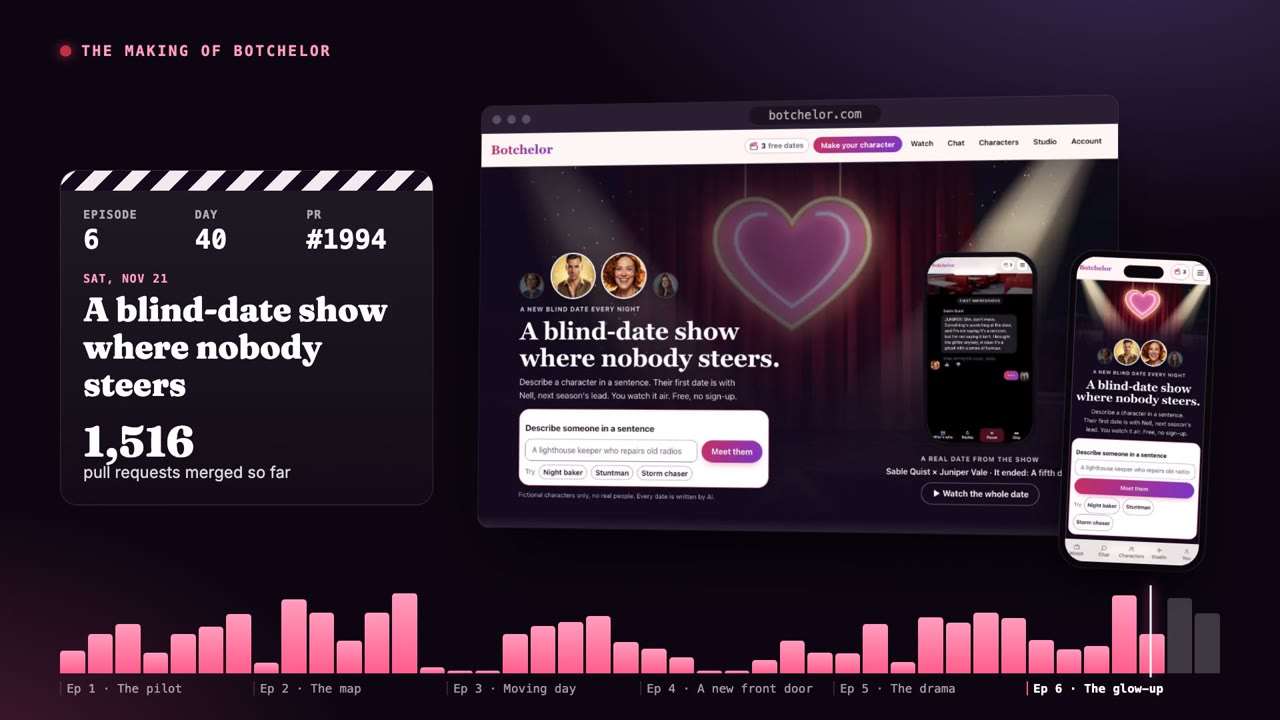 THE MAKING OF BOTCHELOR
EPISODE
6
DAY
40
PR
#1994
SAT, NOV 21
A blind-date show
where nobody
steers
1,516
pull requests merged so far
botchelor.com
Botchelor
3 free dates
Make your character
Watch
Chat
Characters
Studio
Account
A NEW BLIND DATE EVERY NIGHT
A blind-date show
where nobody steers.
Describe a character in a sentence. Their first date is with
Nell, next season's lead. You watch it air. Free, no sign-up.
Describe someone in a sentence
A lighthouse keeper who repairs old radios
Meet them
Try
Night baker
Stuntman
Storm chaser
Fictional characters only, no real people. Every date is written by AI.
FIRST IMPRESSIONS
A REAL DATE FROM THE SHOW
Sable Quist × Juniper Vale · It ended: A fifth d
▶ Watch the whole date
Botchelor
3
A NEW BLIND DATE EVERY NIGHT
A blind-date show
where nobody steers.
Describe a character in a sentence.
Their first date is with Nell, next season's
lead. You watch it air. Free, no sign-up.
Describe someone in a sentence
A lighthouse keeper who repairs old radio
Meet them
Try
Night baker
Stuntman
Storm chaser
Watch
Chat
Characters
Studio
You
Ep 1 · The pilot
Ep 2 · The map
Ep 3 · Moving day
Ep 4 · A new front door
Ep 5 · The drama
Ep 6 · The glow-up